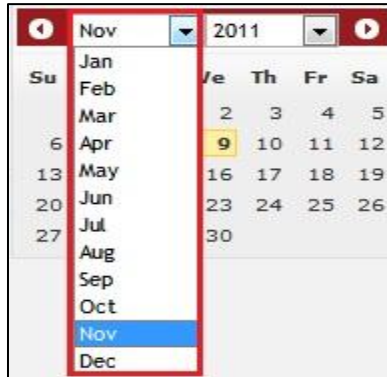 Nov 2011
Su Jan /e Th Fr Sa
Feb
Mar 2 3 4 5
6 Apr 9 10 11 12
13 May 16 17 18 19
20 Jun 23 24 25 26
27 Jul 30
Aug
Sep
Oct
Nov
Dec